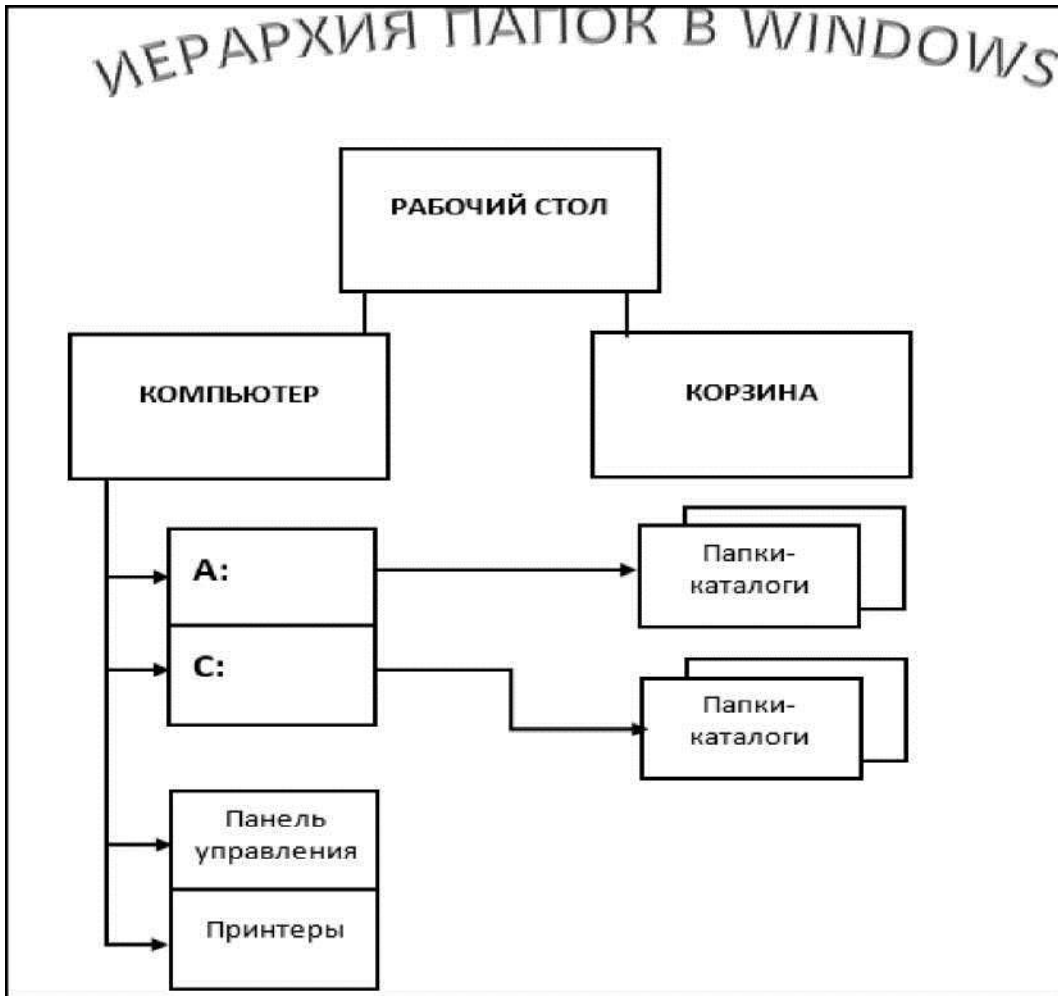 ИЕРАРХИЯ ПАПОК В WINDOWS
РАБОЧИЙ СТОЛ
КОМПЬЮТЕР
КОРЗИНА
A:
Папки-
каталоги
C:
Папки-
каталоги
Панель
управления
Принтеры